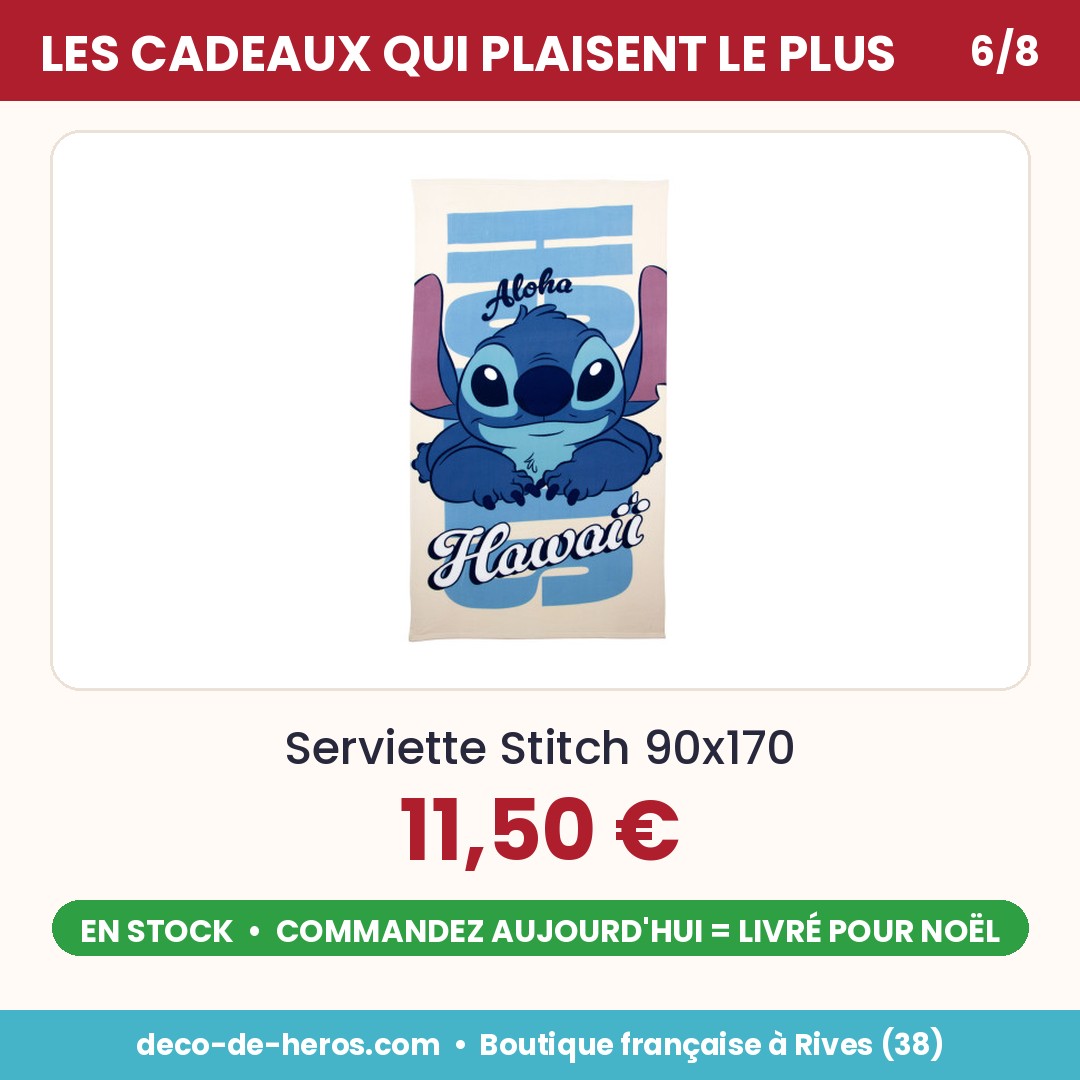 LES CADEAUX QUI PLAISENT LE PLUS 6/8
Aloha
Hawaii
Serviette Stitch 90x170
11,50 €
EN STOCK • COMMANDEZ AUJOURD'HUI = LIVRÉ POUR NOËL
deco-de-heros.com • Boutique française à Rives (38)